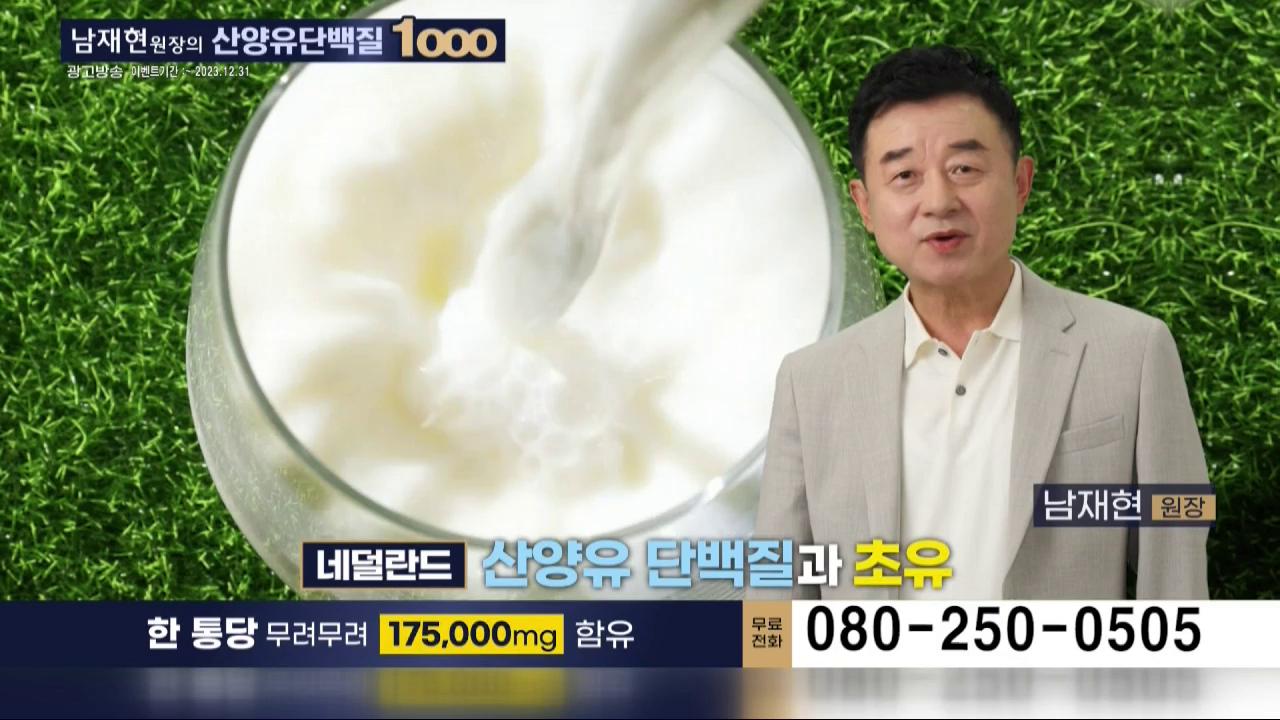 남재현원장의 산양유단백질 1000
광고방송 이벤트기간 : ~ 2023.12.31
남재현 원장
네덜란드 산양유 단백질과 초유
한 통당 무려무려 175,000mg 함유
무료전화 080-250-0505